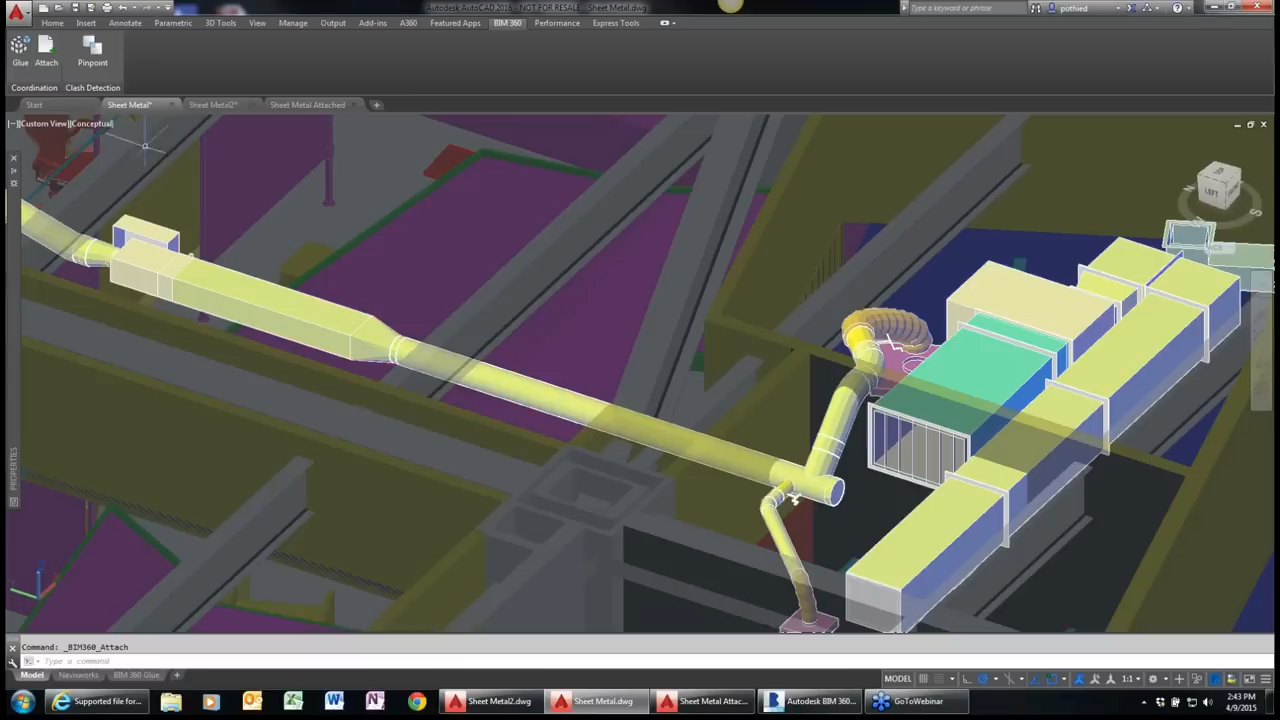 Autodesk AutoCAD 2016 - NOT FOR RESALE Sheet Metal.dwg
Type a keyword or phrase
pothied
Home Insert Annotate Parametric 3D Tools View Manage Output Add-ins A360 Featured Apps BIM 360 Performance Express Tools
Glue Attach Pinpoint
Coordination Clash Detection
Start Sheet Metal* Sheet Metal2* Sheet Metal Attached
[−][Custom View][Conceptual]
LEFT
S
PROPERTIES
Command: _BIM360_Attach
Type a command
Model Navisworks BIM 360 Glue
MODEL 1:1
Supported file for... Sheet Metal2.dwg ... Sheet Metal.dwg ... Sheet Metal Attac... Autodesk BIM 360... GoToWebinar
2:43 PM
4/9/2015